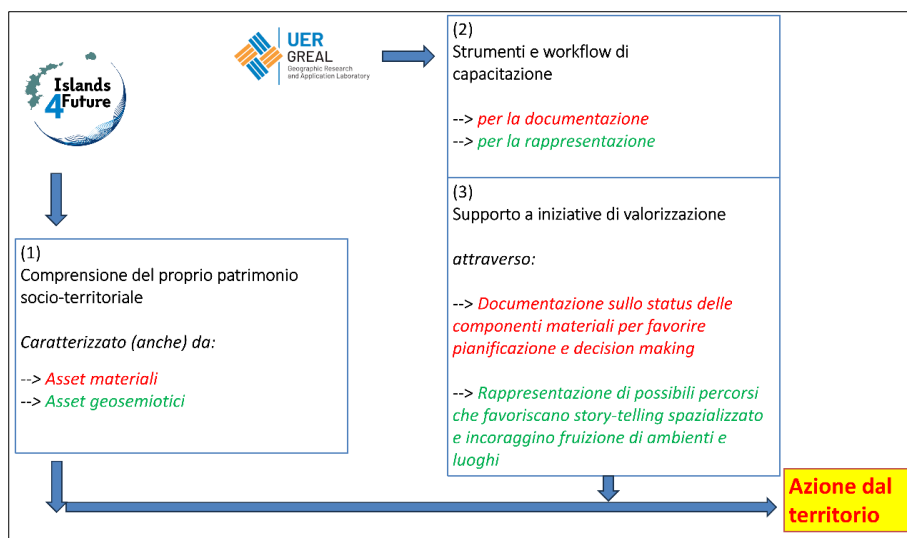 Islands
4Future
UER
GREAL
Geographic Research
and Application Laboratory
(2)
Strumenti e workflow di
capacitazione
--> per la documentazione
--> per la rappresentazione
(3)
Supporto a iniziative di valorizzazione
attraverso:
--> Documentazione sullo status delle
componenti materiali per favorire
pianificazione e decision making
--> Rappresentazione di possibili percorsi
che favoriscano story-telling spazializzato
e incoraggino fruizione di ambienti e
luoghi
(1)
Comprensione del proprio patrimonio
socio-territoriale
Caratterizzato (anche) da:
--> Asset materiali
--> Asset geosemiotici
Azione dal
territorio